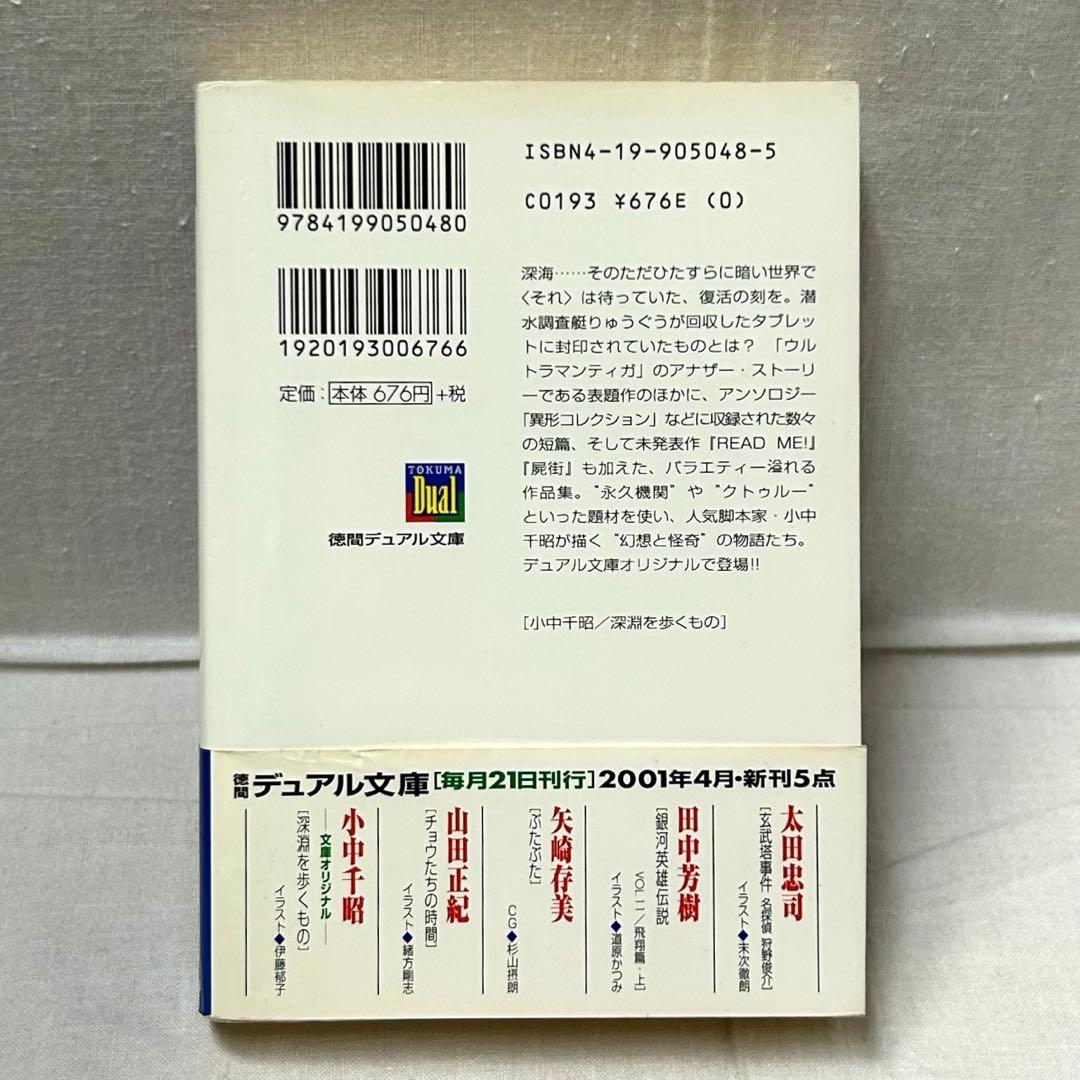 9784199050480
ISBN4-19-905048-5
C0193 ¥676E (0)
1920193006766
定価：本体676円+税
TOKUMA
Dual
徳間デュアル文庫
深海……そのただひたすらに暗い世界で
〈それ〉は待っていた、復活の刻を。潜
水調査艇りゅうぐうが回収したタブレッ
トに封印されていたものとは？ 「ウル
トラマンティガ」のアナザー・ストーリ
ーである表題作のほかに、アンソロジー
「異形コレクション」などに収録された数々
の短篇、そして未発表作『READ ME!』
『屍街』も加えた、バラエティー溢れる
作品集。“永久機関”や“クトゥルー”
といった題材を使い、人気脚本家・小中
千昭が描く“幻想と怪奇”の物語たち。
デュアル文庫オリジナルで登場!!
[小中千昭／深淵を歩くもの]
徳間デュアル文庫[毎月21日刊行]2001年4月・新刊5点
太田忠司
[玄武塔事件 名探偵 狩野俊介]
イラスト◆末次徹朗
田中芳樹
[銀河英雄伝説
VOL.11／飛翔篇・上]
イラスト◆道原かつみ
矢崎存美
[ぶたぶた]
CG◆杉山摂朗
山田正紀
[チョウたちの時間]
イラスト◆緒方剛志
小中千昭
―文庫オリジナル―
[深淵を歩くもの]
イラスト◆伊藤郁子